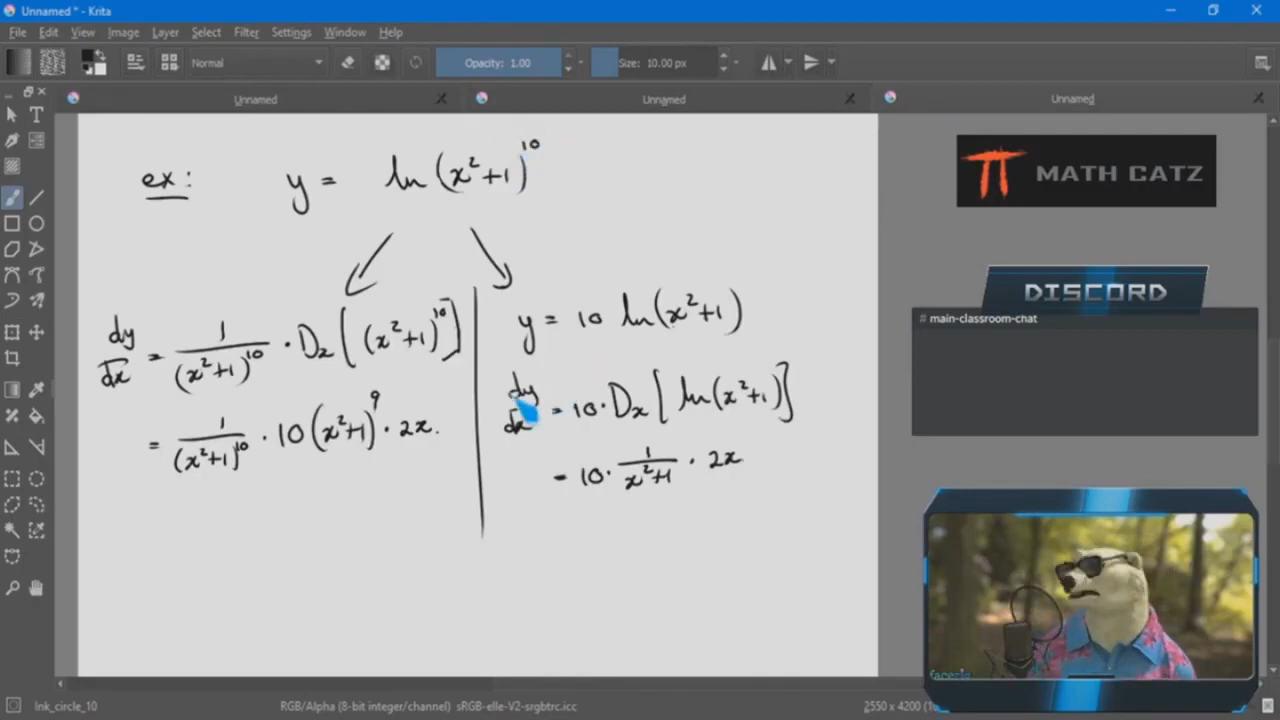 Unnamed * - Krita
File Edit View Image Layer Select Filter Settings Window Help
Normal Opacity: 1.00 Size: 10.00 px
Unnamed Unnamed Unnamed
ex: y = ln(x²+1)¹⁰
dy/dx = 1/(x²+1)¹⁰ · Dx[(x²+1)¹⁰]
= 1/(x²+1)¹⁰ · 10(x²+1)⁹ · 2x.
y = 10 ln(x²+1)
dy/dx = 10 · Dx[ln(x²+1)]
= 10 · 1/x²+1 · 2x
π MATH CATZ
DISCORD
# main-classroom-chat
facerig
Ink_circle_10 RGB/Alpha (8-bit integer/channel) sRGB-elle-V2-srgbtrc.icc 2550 x 4200